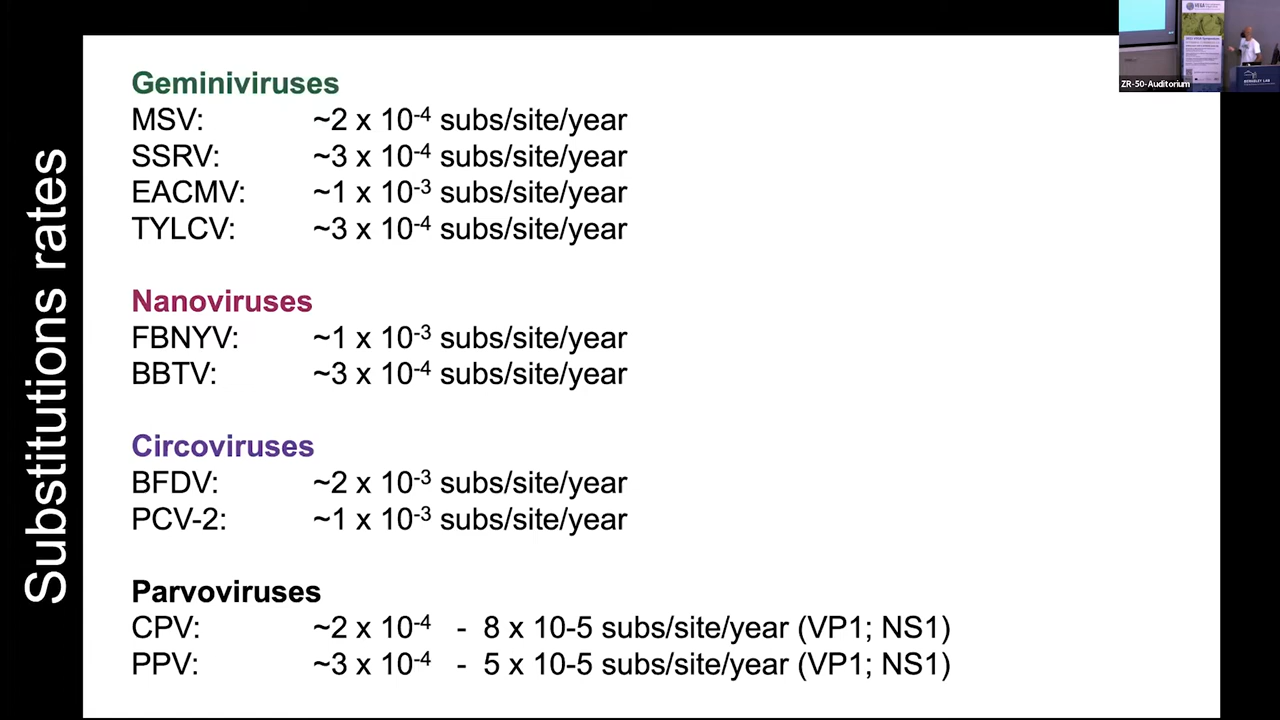 Substitutions rates
Geminiviruses
MSV: ~2 x 10-4 subs/site/year
SSRV: ~3 x 10-4 subs/site/year
EACMV: ~1 x 10-3 subs/site/year
TYLCV: ~3 x 10-4 subs/site/year
Nanoviruses
FBNYV: ~1 x 10-3 subs/site/year
BBTV: ~3 x 10-4 subs/site/year
Circoviruses
BFDV: ~2 x 10-3 subs/site/year
PCV-2: ~1 x 10-3 subs/site/year
Parvoviruses
CPV: ~2 x 10-4 - 8 x 10-5 subs/site/year (VP1; NS1)
PPV: ~3 x 10-4 - 5 x 10-5 subs/site/year (VP1; NS1)
ZR-50-Auditorium
BERKELEY LAB